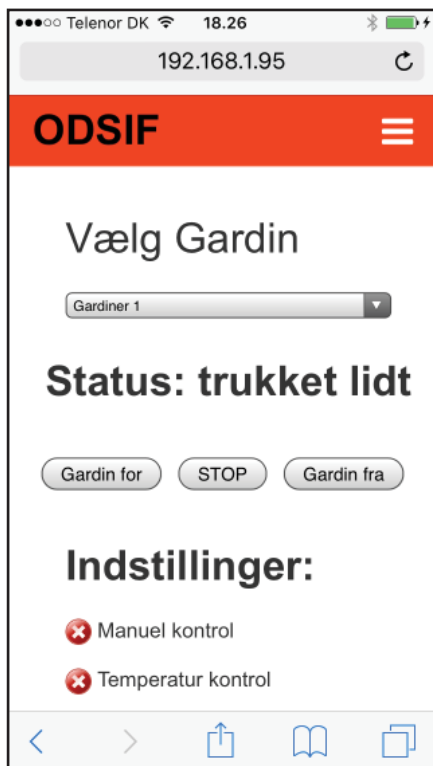 Telenor DK 18.26
192.168.1.95
ODSIF
Vælg Gardin
Gardiner 1
Status: trukket lidt
Gardin for STOP Gardin fra
Indstillinger:
Manuel kontrol
Temperatur kontrol